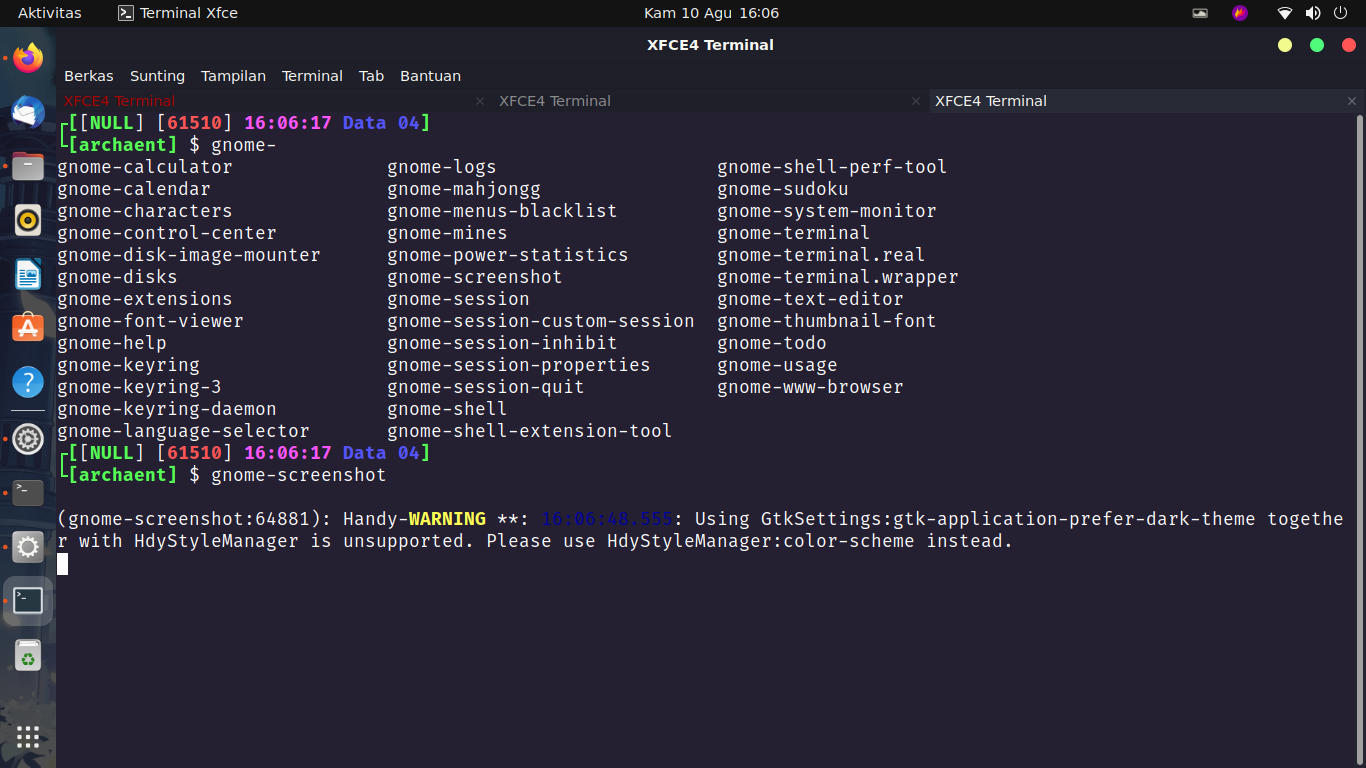 Aktivitas Terminal Xfce Kam 10 Agu 16:06
XFCE4 Terminal
Berkas Sunting Tampilan Terminal Tab Bantuan
XFCE4 Terminal × XFCE4 Terminal × XFCE4 Terminal ×
[[NULL] [61510] 16:06:17 Data 04]
[archaent] $ gnome-
gnome-calculator gnome-logs gnome-shell-perf-tool
gnome-calendar gnome-mahjongg gnome-sudoku
gnome-characters gnome-menus-blacklist gnome-system-monitor
gnome-control-center gnome-mines gnome-terminal
gnome-disk-image-mounter gnome-power-statistics gnome-terminal.real
gnome-disks gnome-screenshot gnome-terminal.wrapper
gnome-extensions gnome-session gnome-text-editor
gnome-font-viewer gnome-session-custom-session gnome-thumbnail-font
gnome-help gnome-session-inhibit gnome-todo
gnome-keyring gnome-session-properties gnome-usage
gnome-keyring-3 gnome-session-quit gnome-www-browser
gnome-keyring-daemon gnome-shell
gnome-language-selector gnome-shell-extension-tool
[[NULL] [61510] 16:06:17 Data 04]
[archaent] $ gnome-screenshot
(gnome-screenshot:64881): Handy-WARNING **: 16:06:48.555: Using GtkSettings:gtk-application-prefer-dark-theme togethe
r with HdyStyleManager is unsupported. Please use HdyStyleManager:color-scheme instead.